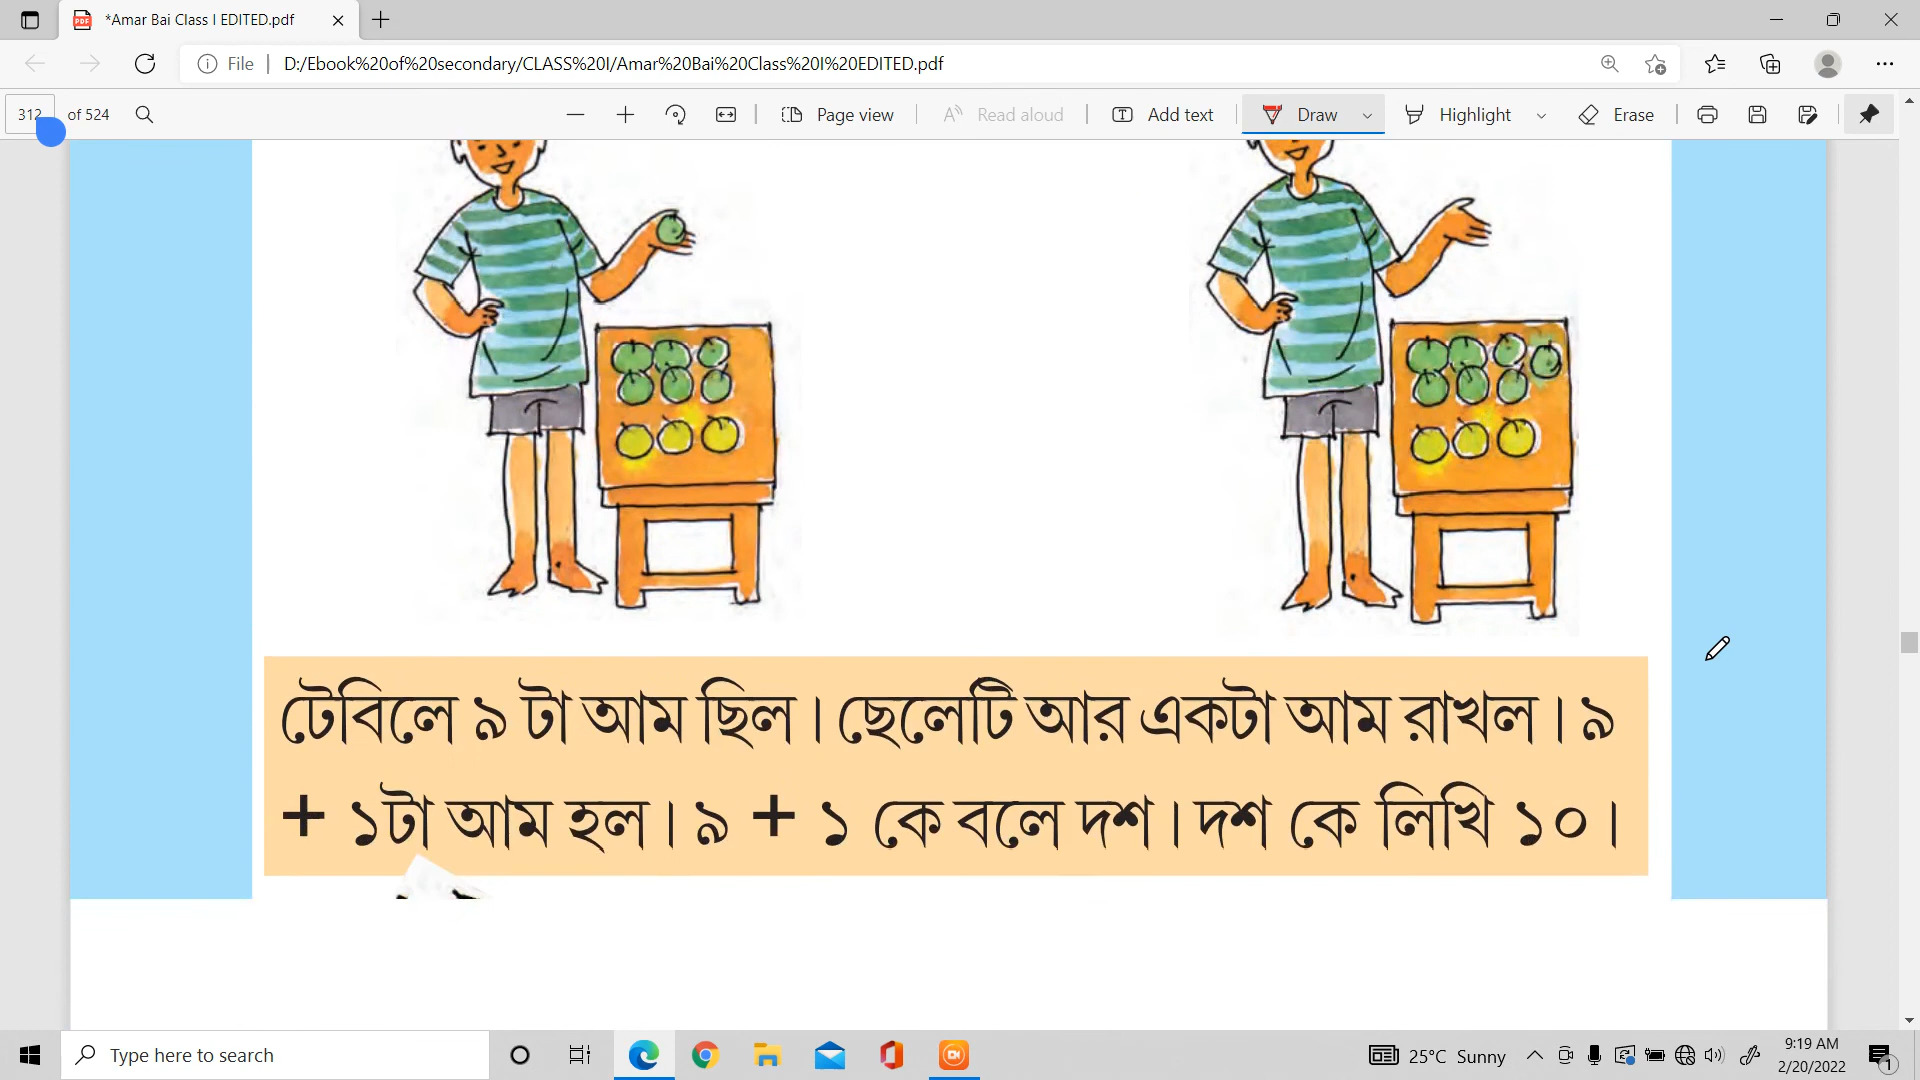 *Amar Bai Class I EDITED.pdf
File D:/Ebook%20of%20secondary/CLASS%20I/Amar%20Bai%20Class%20I%20EDITED.pdf
312 of 524 Page view Read aloud Add text Draw Highlight Erase
টেবিলে ৯ টা আম ছিল। ছেলেটি আর একটা আম রাখল। ৯
+ ১টা আম হল। ৯ + ১ কে বলে দশ। দশ কে লিখি ১০।
Type here to search 25°C Sunny 9:19 AM
2/20/2022
1